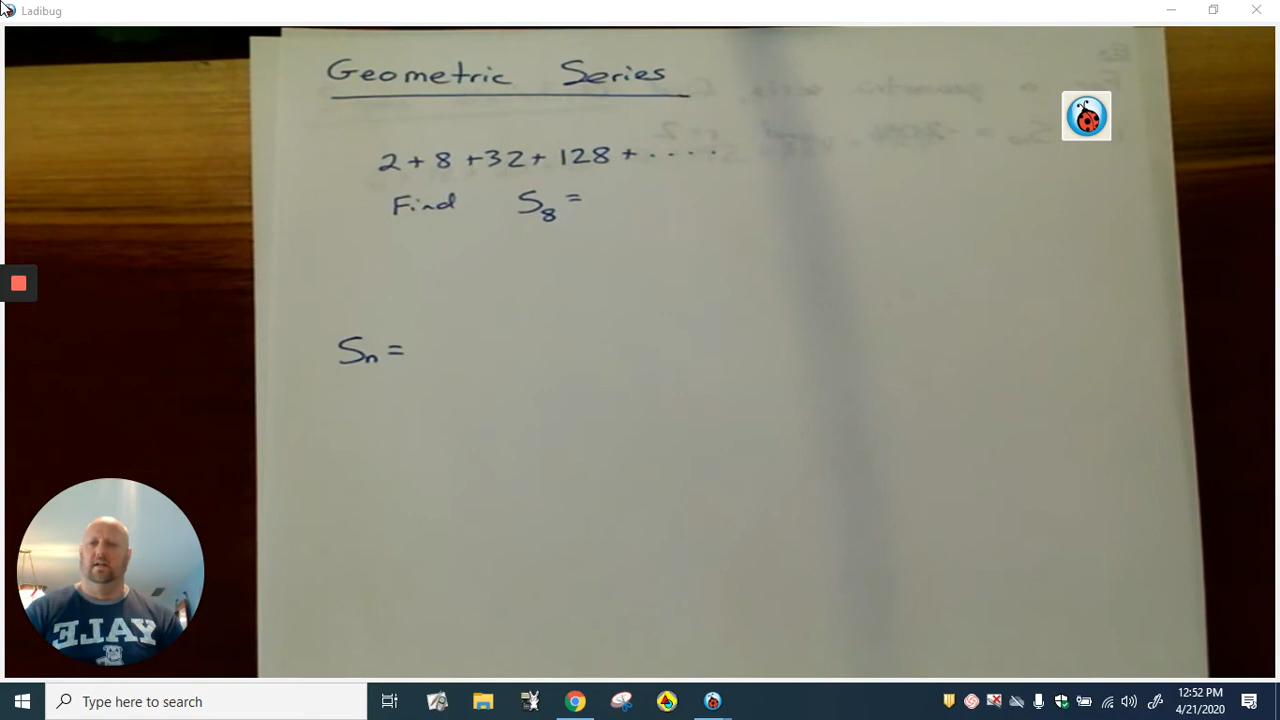 Ladibug
Geometric Series
2 + 8 + 32 + 128 + .....
Find S₈ =
Sₙ =
YALE
Type here to search
12:52 PM
4/21/2020